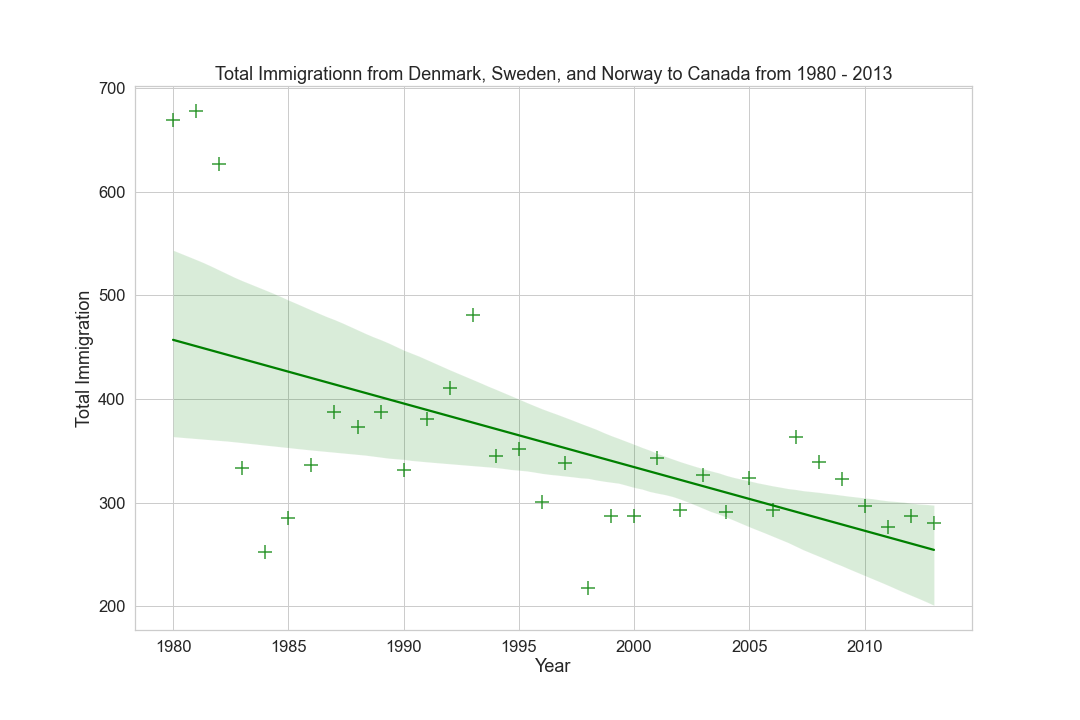 Total Immigrationn from Denmark, Sweden, and Norway to Canada from 1980 - 2013
700
600
500
400
300
200
Total Immigration
1980 1985 1990 1995 2000 2005 2010
Year